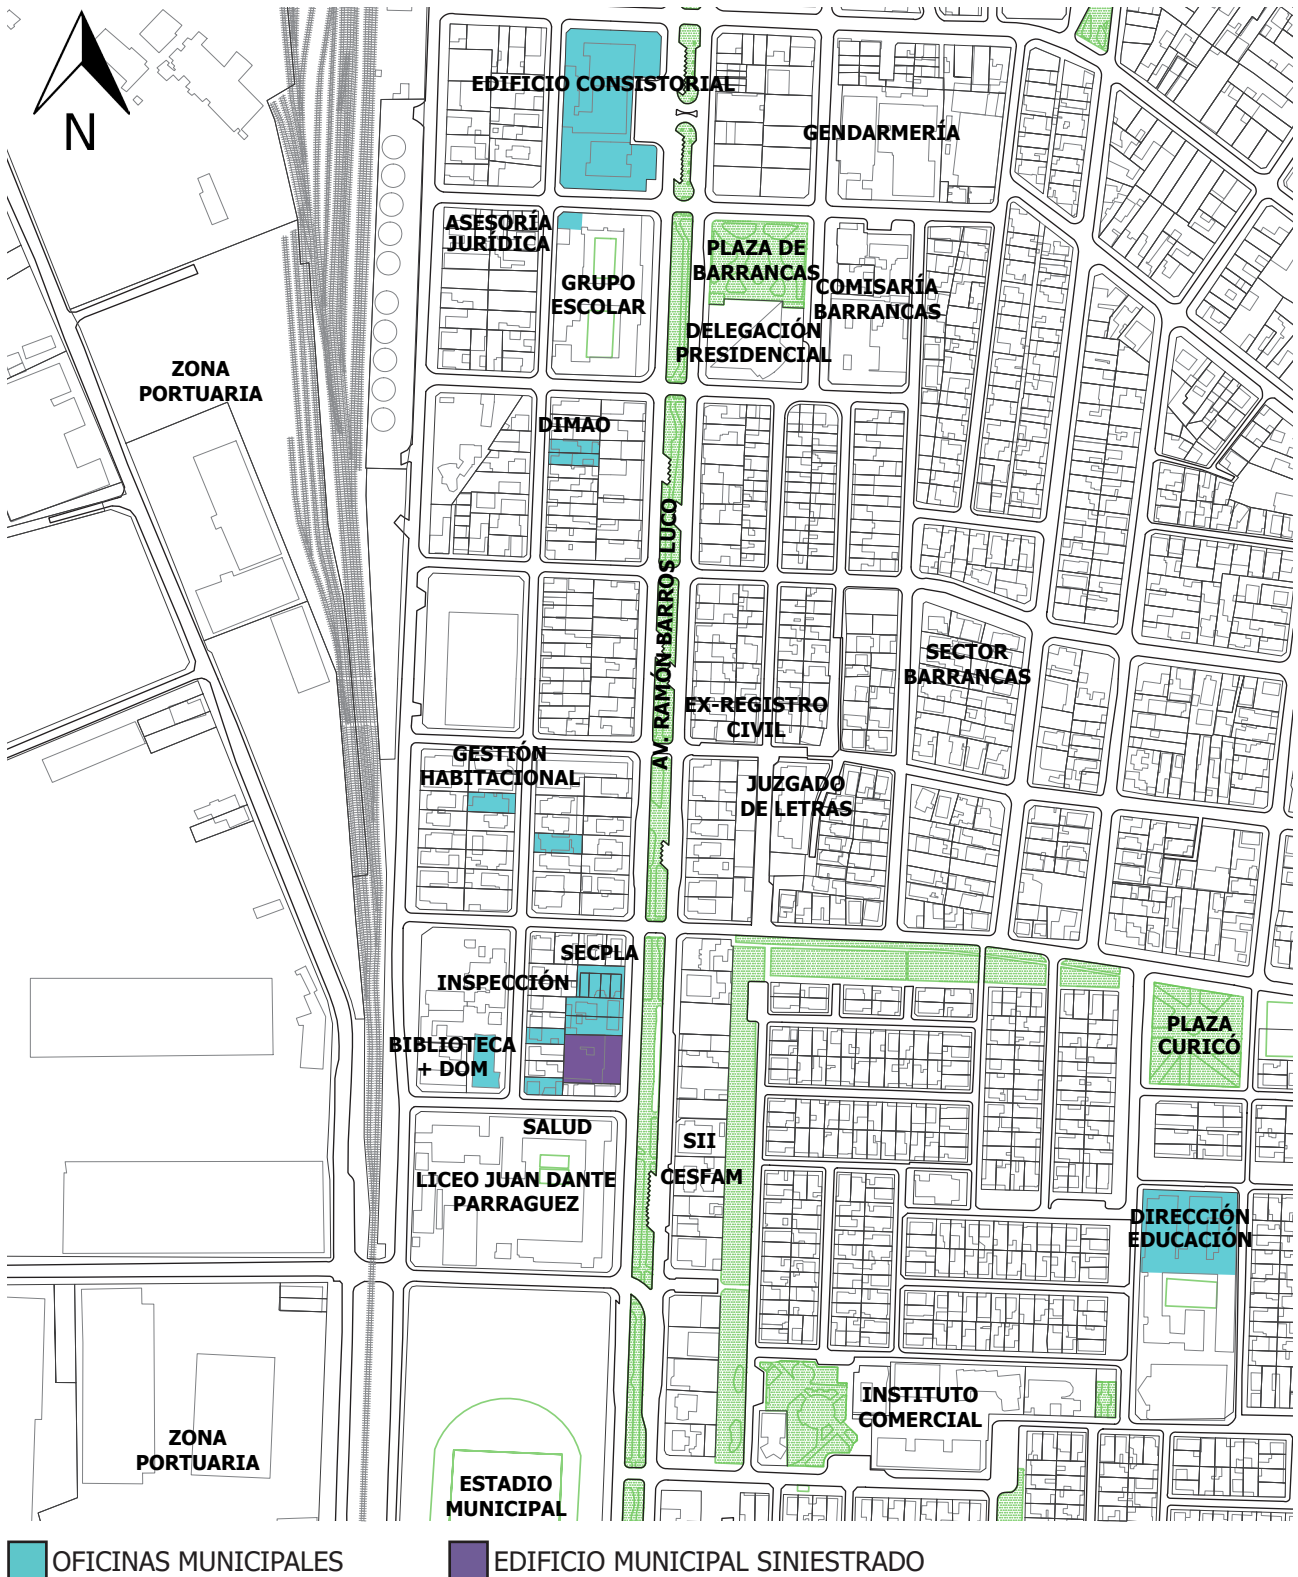 N
EDIFICIO CONSISTORIAL
GENDARMERÍA
ASESORÍA
JURÍDICA
GRUPO
ESCOLAR
PLAZA DE
BARRANCAS
COMISARÍA
BARRANCAS
DELEGACIÓN
PRESIDENCIAL
ZONA
PORTUARIA
DIMAO
AV. RAMÓN BARROS LUCO
SECTOR
BARRANCAS
EX-REGISTRO
CIVIL
GESTIÓN
HABITACIONAL
JUZGADO
DE LETRAS
SECPLA
INSPECCIÓN
BIBLIOTECA
+ DOM
PLAZA
CURICÓ
SALUD
SII
LICEO JUAN DANTE
PARRAGUEZ
CESFAM
DIRECCIÓN
EDUCACIÓN
INSTITUTO
COMERCIAL
ZONA
PORTUARIA
ESTADIO
MUNICIPAL
OFICINAS MUNICIPALES
EDIFICIO MUNICIPAL SINIESTRADO